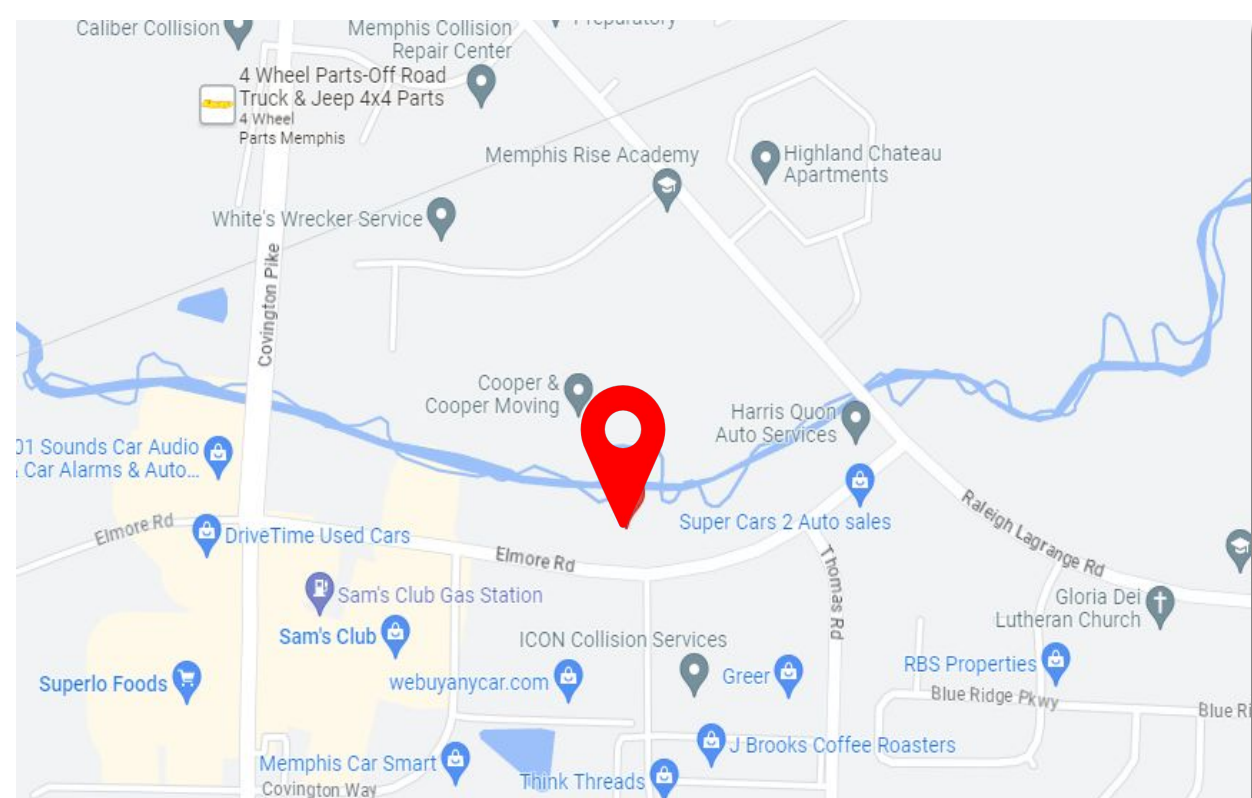 Caliber Collision
Memphis Collision
Repair Center
Preparatory
4 Wheel Parts-Off Road
Truck & Jeep 4x4 Parts
4 Wheel
Parts Memphis
Memphis Rise Academy
Highland Chateau
Apartments
White's Wrecker Service
Covington Pike
Cooper &
Cooper Moving
Harris Quon
Auto Services
01 Sounds Car Audio
& Car Alarms & Auto...
Super Cars 2 Auto sales
Raleigh Lagrange Rd
Elmore Rd
DriveTime Used Cars
Elmore Rd
Thomas Rd
Sam's Club Gas Station
Gloria Dei
Lutheran Church
Sam's Club
ICON Collision Services
RBS Properties
Superlo Foods
webuyanycar.com
Greer
Blue Ridge Pkwy
Blue Ri
J Brooks Coffee Roasters
Memphis Car Smart
Think Threads
Covington Way